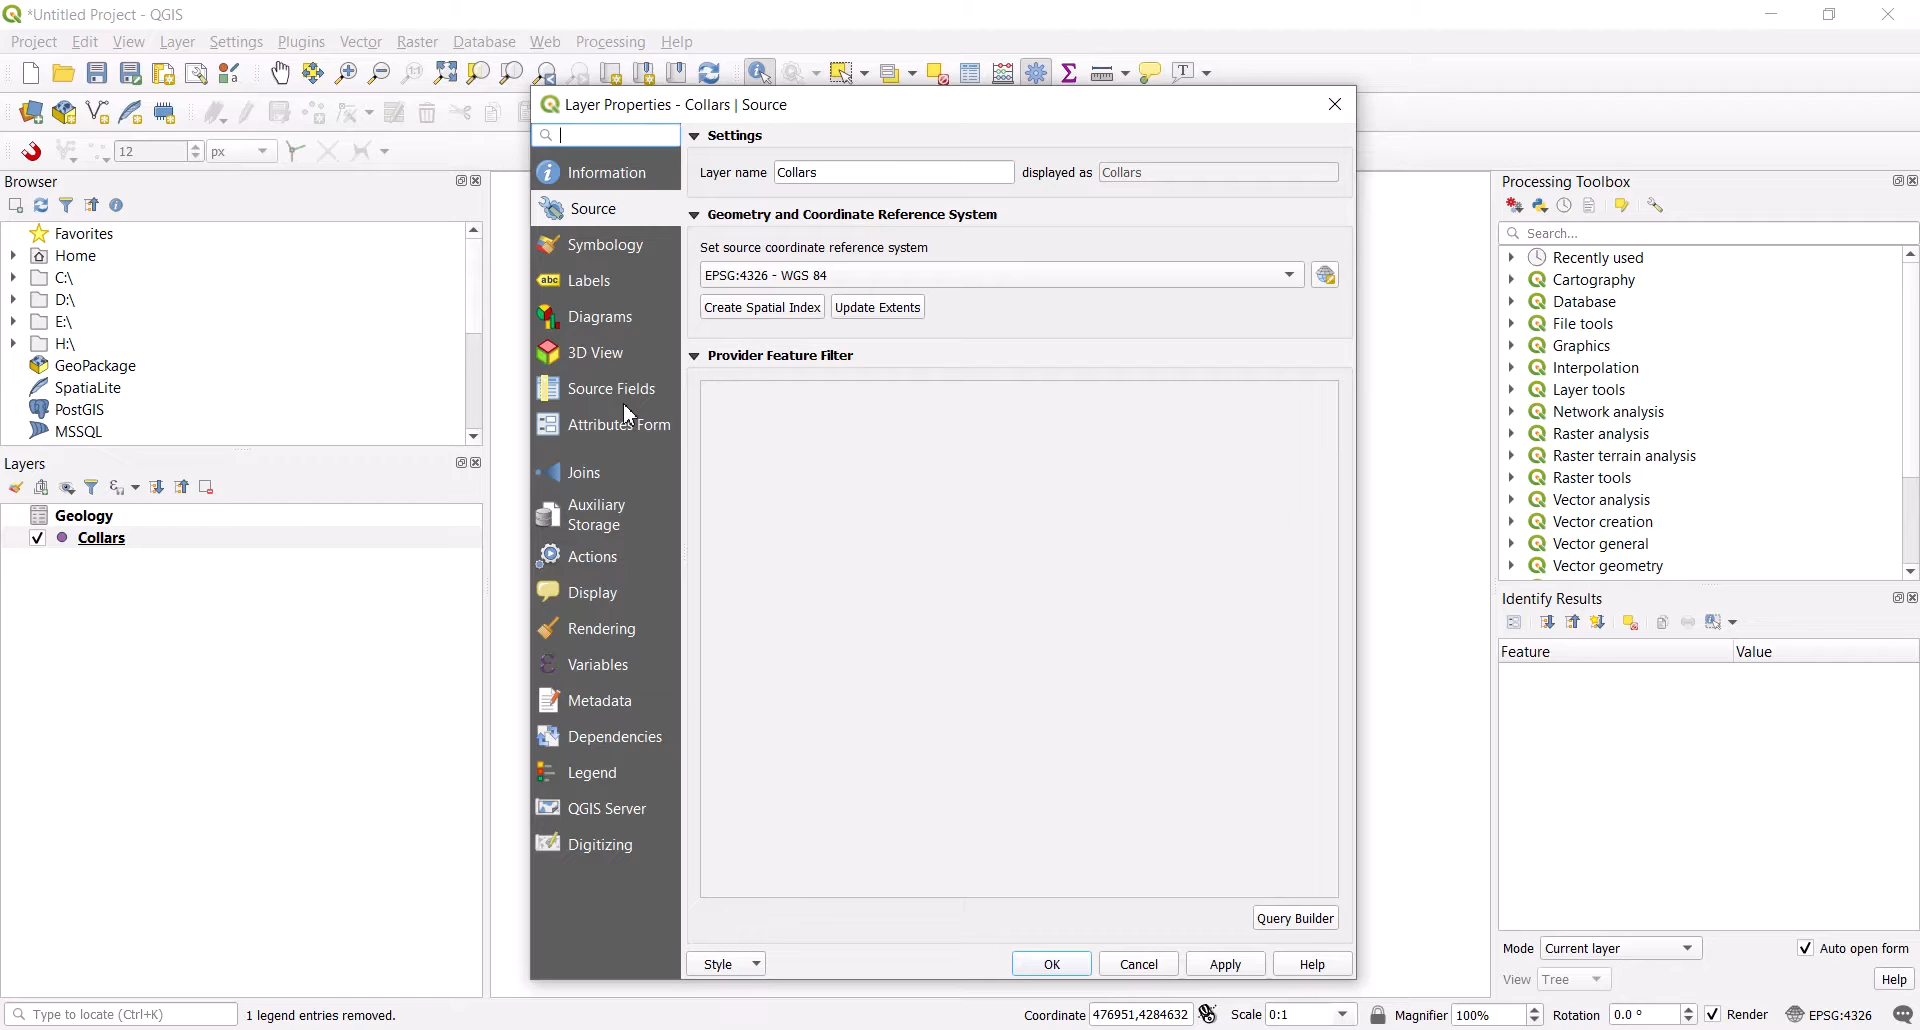 *Untitled Project - QGIS
Project Edit View Layer Settings Plugins Vector Raster Database Web Processing Help
12 px
Browser
Favorites
Home
C:\
D:\
E:\
H:\
GeoPackage
SpatiaLite
PostGIS
MSSQL
Layers
Geology
Collars
Layer Properties - Collars | Source
Information
Source
Symbology
Labels
Diagrams
3D View
Source Fields
Attributes Form
Joins
Auxiliary
Storage
Actions
Display
Rendering
Variables
Metadata
Dependencies
Legend
QGIS Server
Digitizing
Settings
Layer name Collars displayed as Collars
Geometry and Coordinate Reference System
Set source coordinate reference system
EPSG:4326 - WGS 84
Create Spatial Index Update Extents
Provider Feature Filter
Query Builder
Style OK Cancel Apply Help
Processing Toolbox
Search...
Recently used
Cartography
Database
File tools
Graphics
Interpolation
Layer tools
Network analysis
Raster analysis
Raster terrain analysis
Raster tools
Vector analysis
Vector creation
Vector general
Vector geometry
Identify Results
Feature Value
Mode Current layer Auto open form
View Tree Help
Type to locate (Ctrl+K) 1 legend entries removed. Coordinate 476951,4284632 Scale 0:1 Magnifier 100% Rotation 0.0 ° Render EPSG:4326